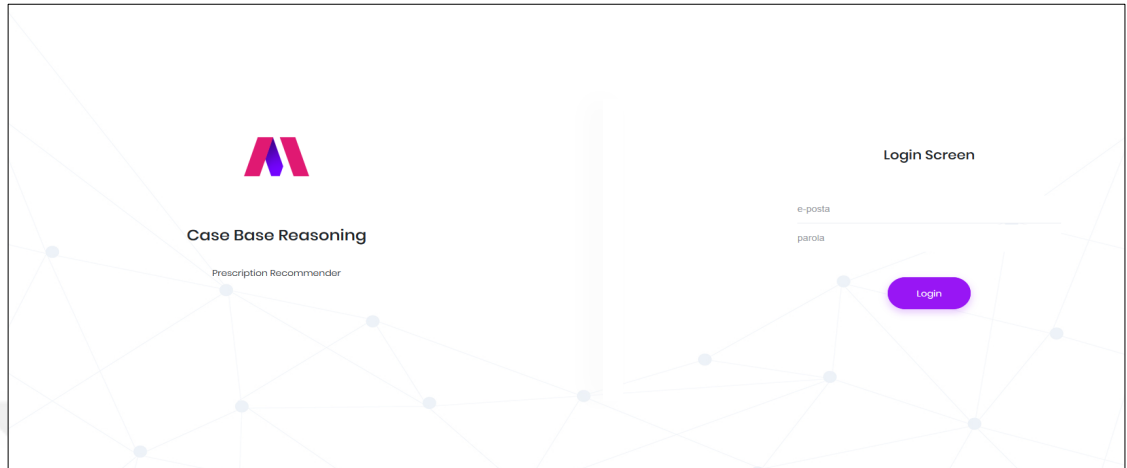 Case Base Reasoning
Prescription Recommender
Login Screen
e-posta
parola
Login